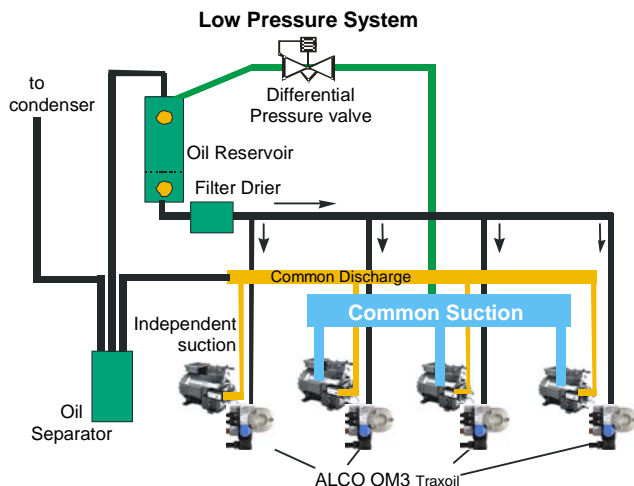 Low Pressure System
to
condenser
Differential
Pressure valve
Oil Reservoir
Filter Drier
Common Discharge
Common Suction
Independent
suction
Oil
Separator
ALCO OM3 Traxoil